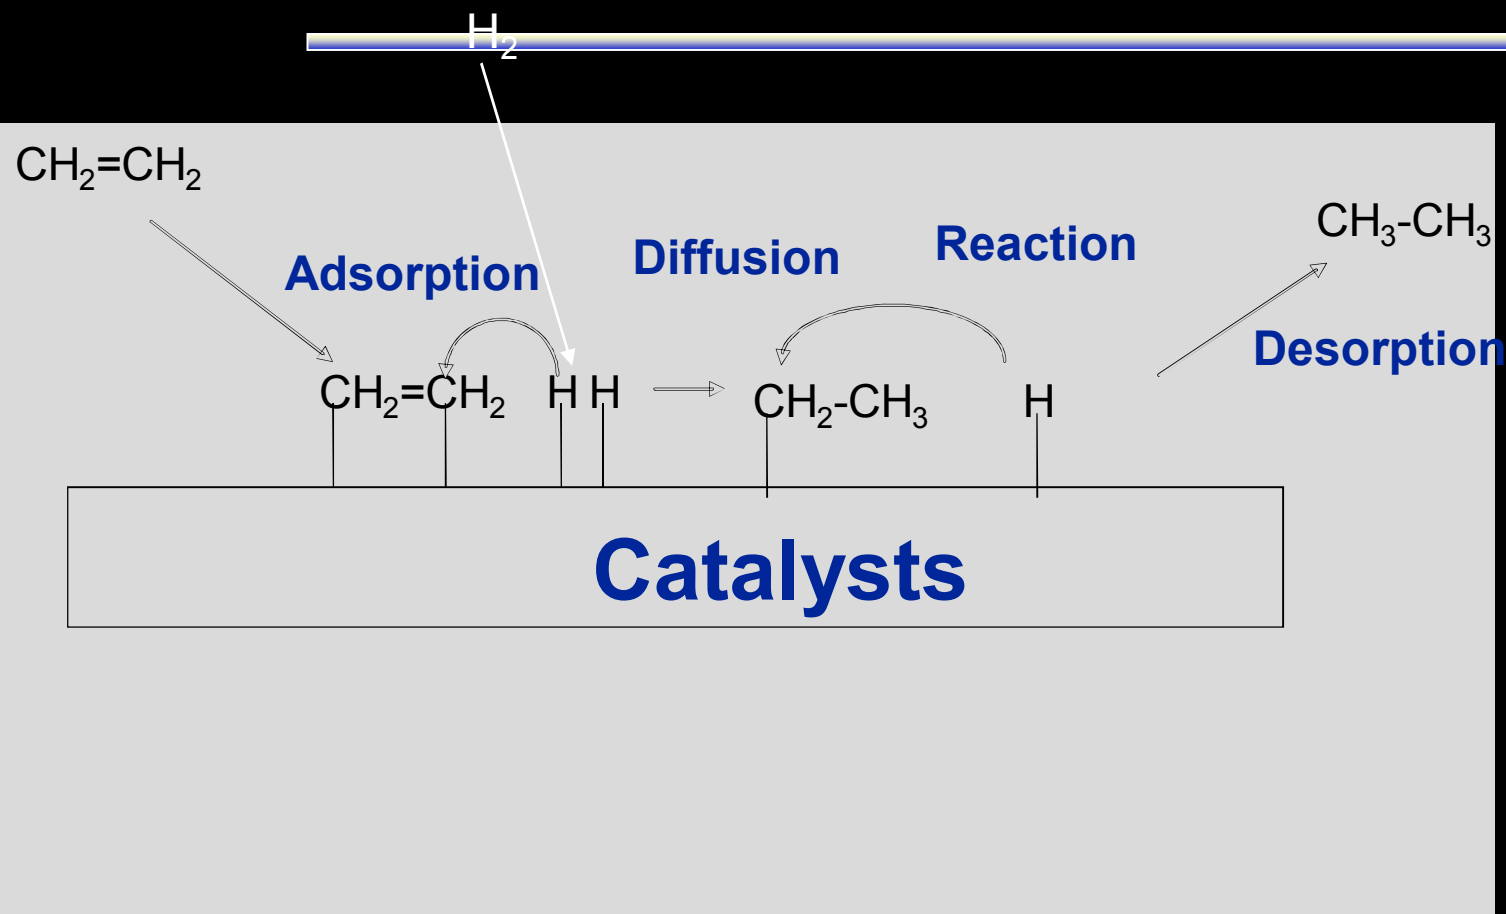 H₂
CH₂=CH₂
CH₃-CH₃
Adsorption
Diffusion
Reaction
Desorption
CH₂=CH₂ H H
CH₂-CH₃ H
Catalysts